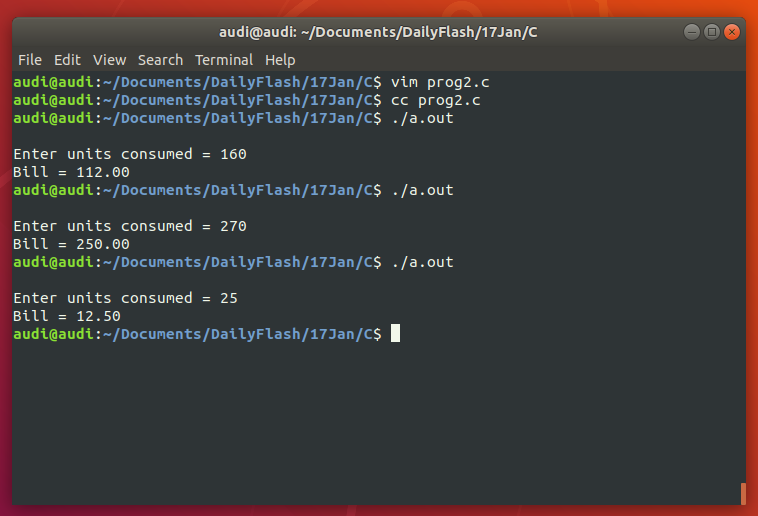 audi@audi: ~/Documents/DailyFlash/17Jan/C
File Edit View Search Terminal Help
audi@audi:~/Documents/DailyFlash/17Jan/C$ vim prog2.c
audi@audi:~/Documents/DailyFlash/17Jan/C$ cc prog2.c
audi@audi:~/Documents/DailyFlash/17Jan/C$ ./a.out
Enter units consumed = 160
Bill = 112.00
audi@audi:~/Documents/DailyFlash/17Jan/C$ ./a.out
Enter units consumed = 270
Bill = 250.00
audi@audi:~/Documents/DailyFlash/17Jan/C$ ./a.out
Enter units consumed = 25
Bill = 12.50
audi@audi:~/Documents/DailyFlash/17Jan/C$